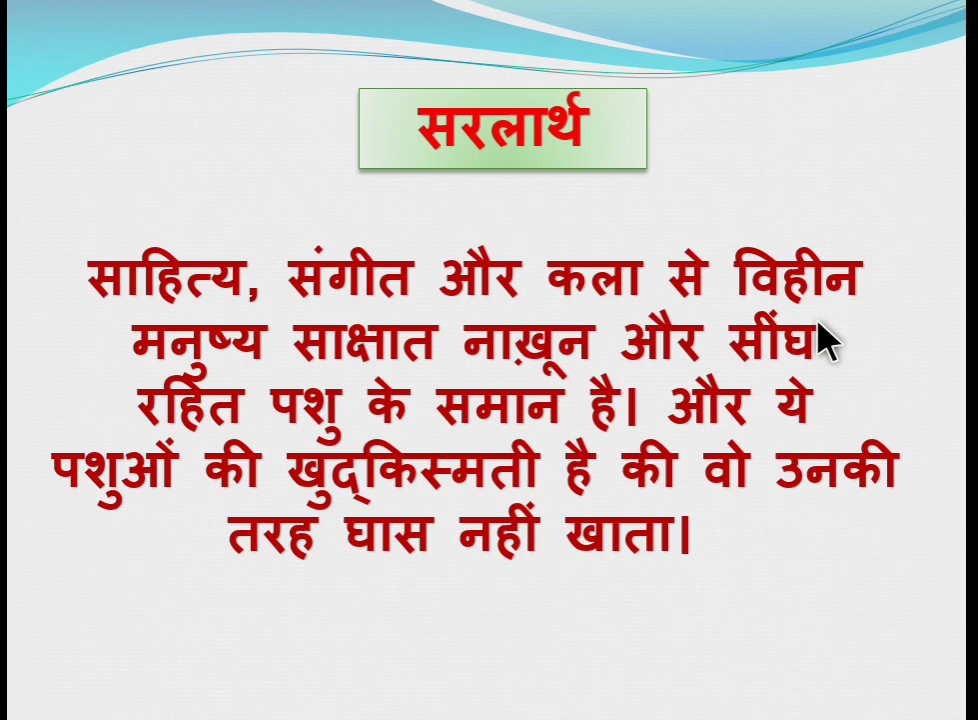 सरलार्थ
साहित्य, संगीत और कला से विहीन
मनुष्य साक्षात नाख़ून और सींघ
रहित पशु के समान है। और ये
पशुओं की खुद्किस्मती है की वो उनकी
तरह घास नहीं खाता।